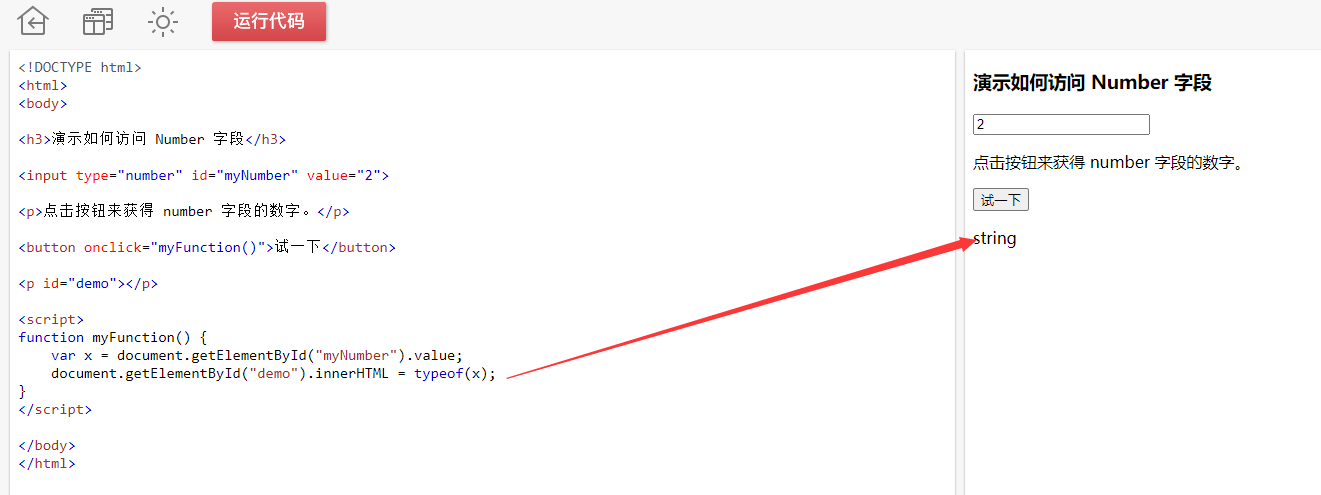 运行代码
<!DOCTYPE html>
<html>
<body>
<h3>演示如何访问 Number 字段</h3>
<input type="number" id="myNumber" value="2">
<p>点击按钮来获得 number 字段的数字。</p>
<button onclick="myFunction()">试一下</button>
<p id="demo"></p>
<script>
function myFunction() {
    var x = document.getElementById("myNumber").value;
    document.getElementById("demo").innerHTML = typeof(x);
}
</script>
</body>
</html>
演示如何访问 Number 字段
2
点击按钮来获得 number 字段的数字。
试一下
string